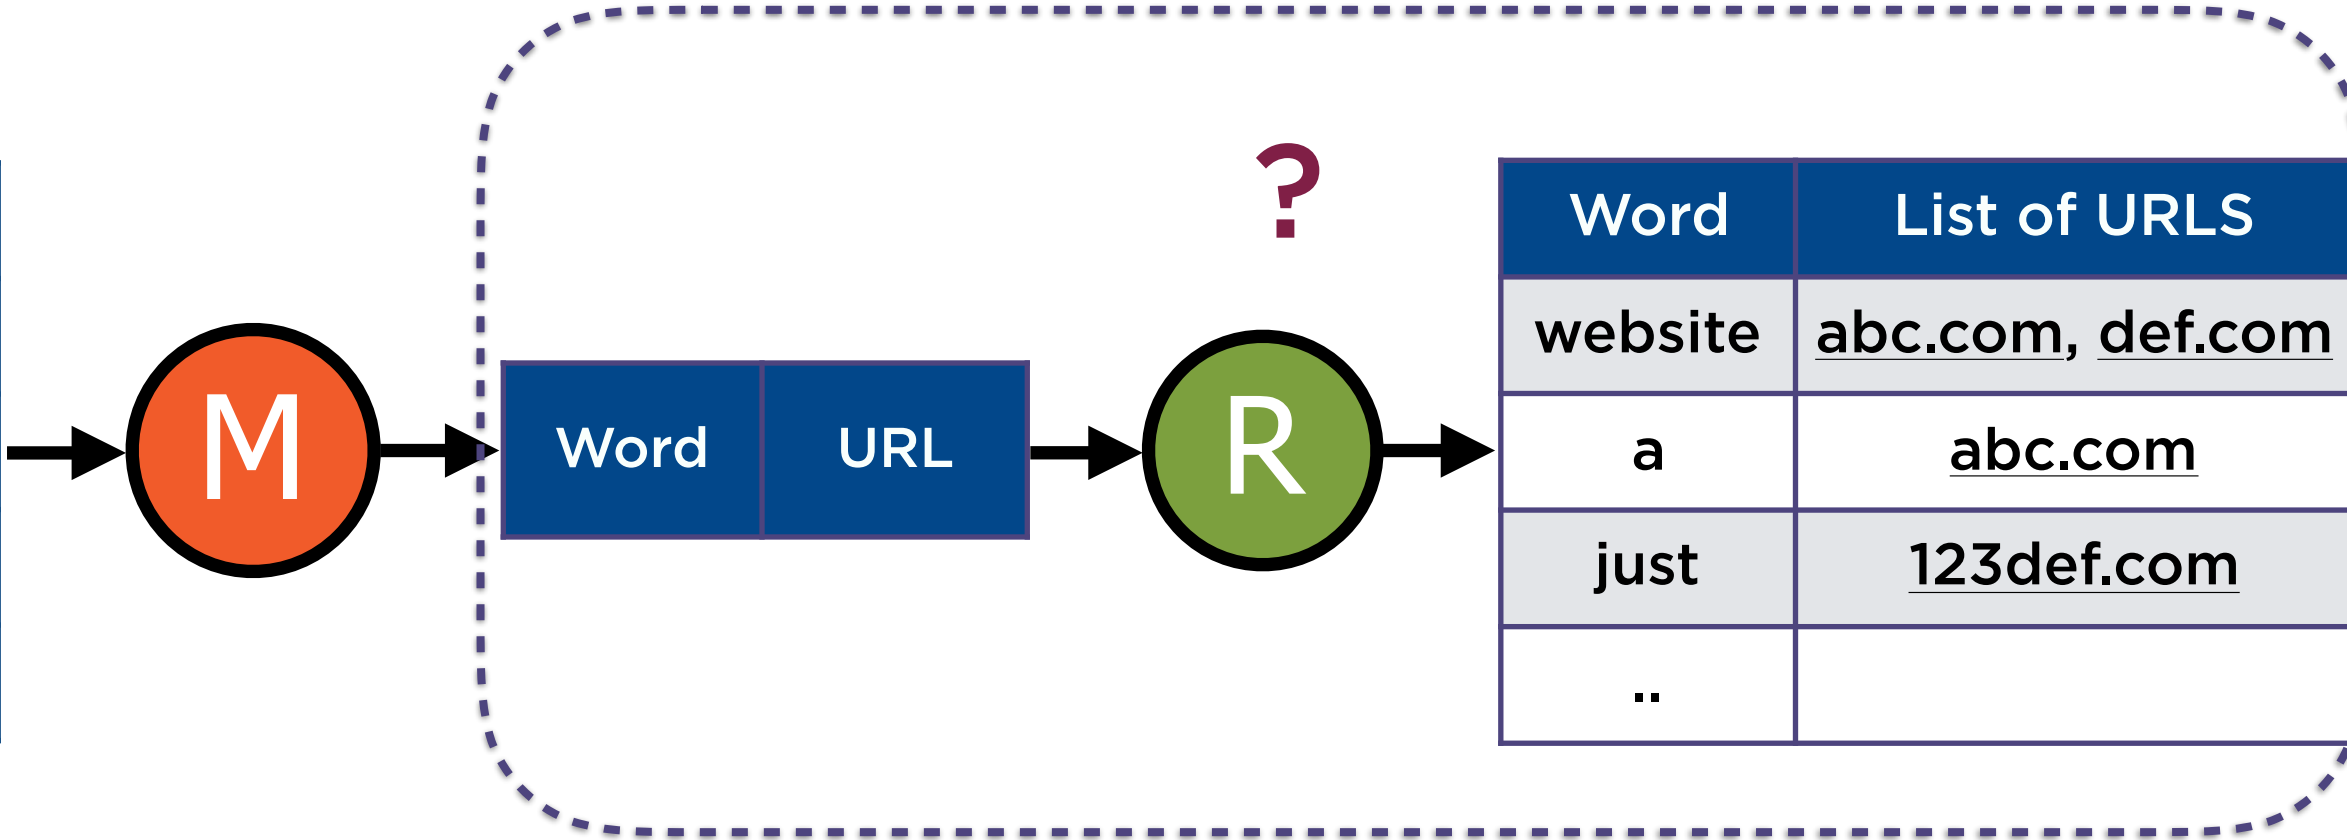 ?
M
Word URL
R
Word List of URLS
website abc.com, def.com
a abc.com
just 123def.com
..